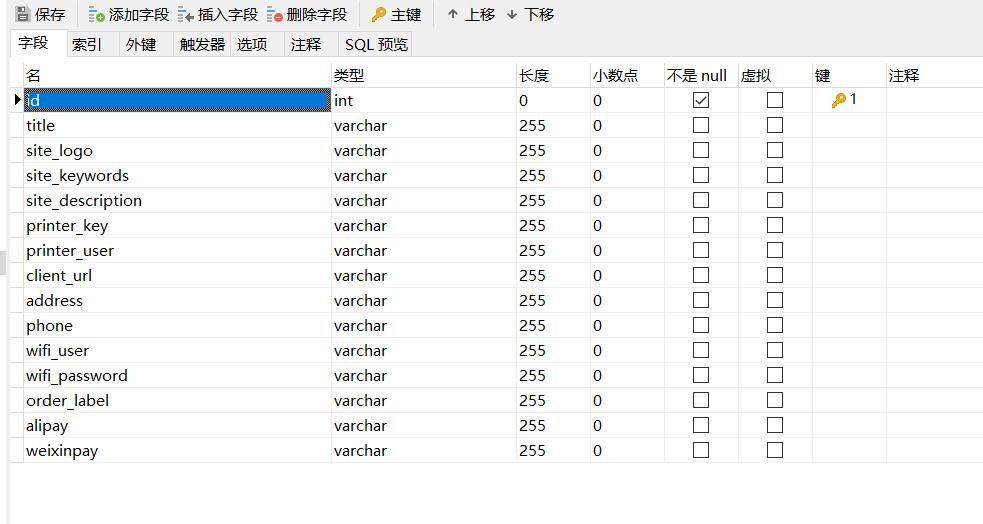 保存 添加字段 插入字段 删除字段 主键 上移 下移
字段 索引 外键 触发器 选项 注释 SQL 预览
名 类型 长度 小数点 不是 null 虚拟 键 注释
id int 0 0 1
title varchar 255 0
site_logo varchar 255 0
site_keywords varchar 255 0
site_description varchar 255 0
printer_key varchar 255 0
printer_user varchar 255 0
client_url varchar 255 0
address varchar 255 0
phone varchar 255 0
wifi_user varchar 255 0
wifi_password varchar 255 0
order_label varchar 255 0
alipay varchar 255 0
weixinpay varchar 255 0